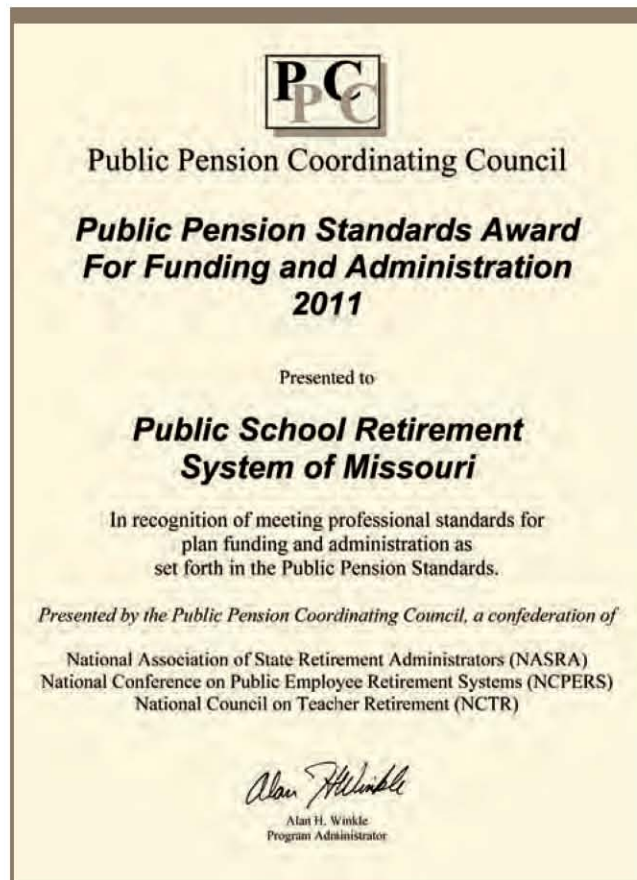 P P C C
Public Pension Coordinating Council
Public Pension Standards Award
For Funding and Administration
2011
Presented to
Public School Retirement
System of Missouri
In recognition of meeting professional standards for
plan funding and administration as
set forth in the Public Pension Standards.
Presented by the Public Pension Coordinating Council, a confederation of
National Association of State Retirement Administrators (NASRA)
National Conference on Public Employee Retirement Systems (NCPERS)
National Council on Teacher Retirement (NCTR)
Alan H Winkle
Alan H. Winkle
Program Administrator